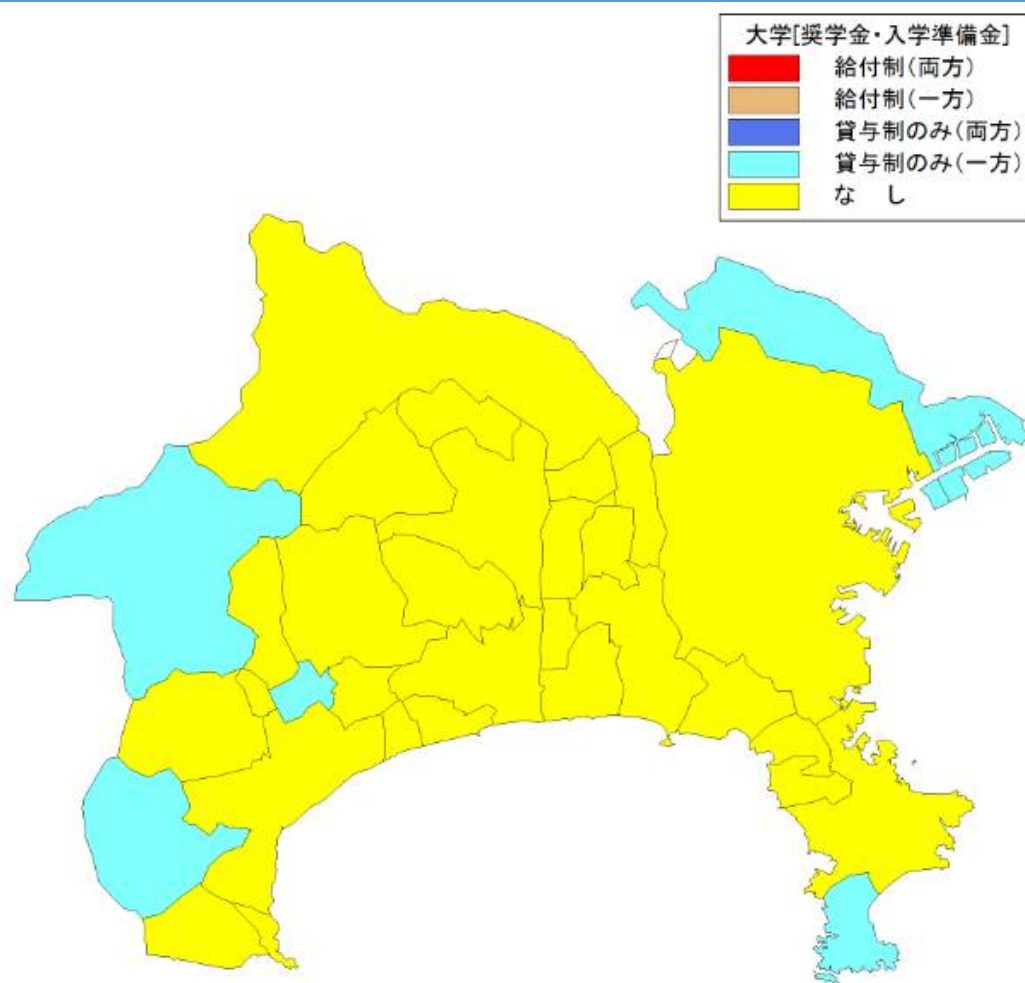 大学[奨学金・入学準備金]
給付制(両方)
給付制(一方)
貸与制のみ(両方)
貸与制のみ(一方)
な し